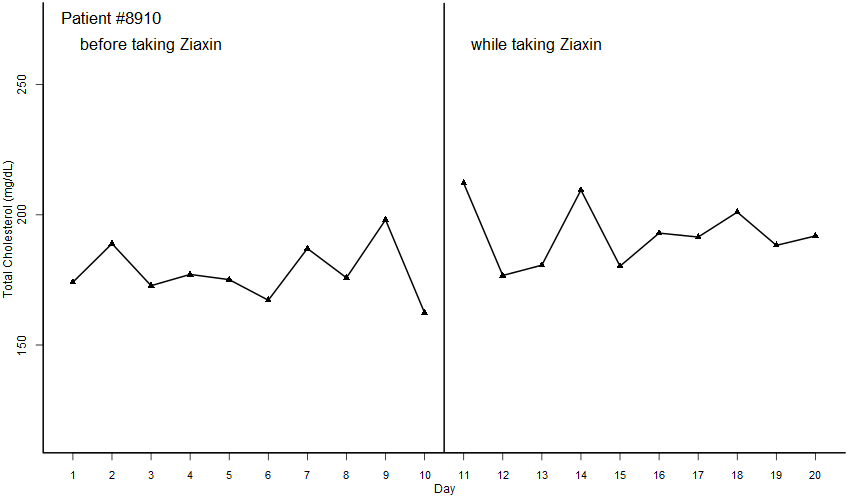 Patient #8910
before taking Ziaxin
while taking Ziaxin
Total Cholesterol (mg/dL)
250
200
150
1 2 3 4 5 6 7 8 9 10 11 12 13 14 15 16 17 18 19 20
Day